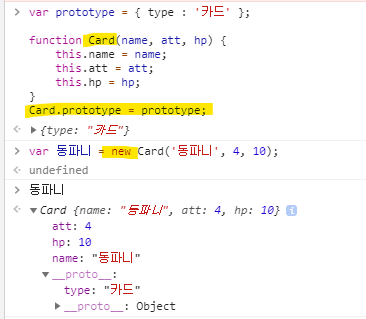 > var prototype = { type : '카드' };
function Card(name, att, hp) {
this.name = name;
this.att = att;
this.hp = hp;
}
Card.prototype = prototype;
<· ▶ {type: "카드"}
> var 동파니 = new Card('동파니', 4, 10);
<· undefined
> 동파니
<· ▼ Card {name: "동파니", att: 4, hp: 10} i
att: 4
hp: 10
name: "동파니"
▼ __proto__:
type: "카드"
▶ __proto__: Object